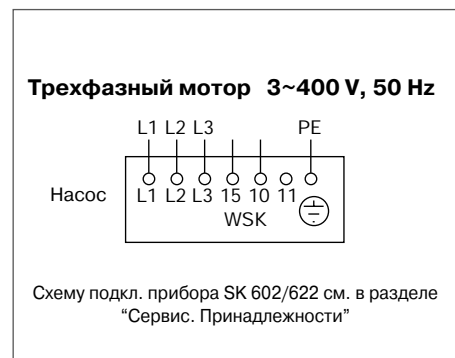 Трехфазный мотор 3~400 V, 50 Hz
L1 L2 L3 PE
Насос
L1 L2 L3 15 10 11
WSK
Схему подкл. прибора SK 602/622 см. в разделе
“Сервис. Принадлежности”